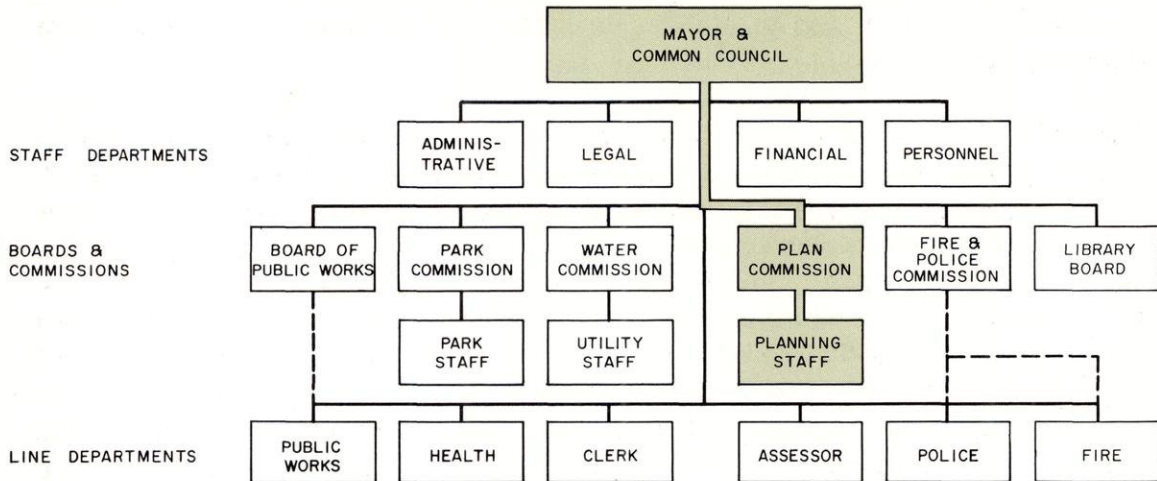 MAYOR &
COMMON COUNCIL
STAFF DEPARTMENTS
ADMINIS-
TRATIVE
LEGAL
FINANCIAL
PERSONNEL
BOARDS &
COMMISSIONS
BOARD OF
PUBLIC WORKS
PARK
COMMISSION
WATER
COMMISSION
PLAN
COMMISSION
FIRE &
POLICE
COMMISSION
LIBRARY
BOARD
PARK
STAFF
UTILITY
STAFF
PLANNING
STAFF
LINE DEPARTMENTS
PUBLIC
WORKS
HEALTH
CLERK
ASSESSOR
POLICE
FIRE